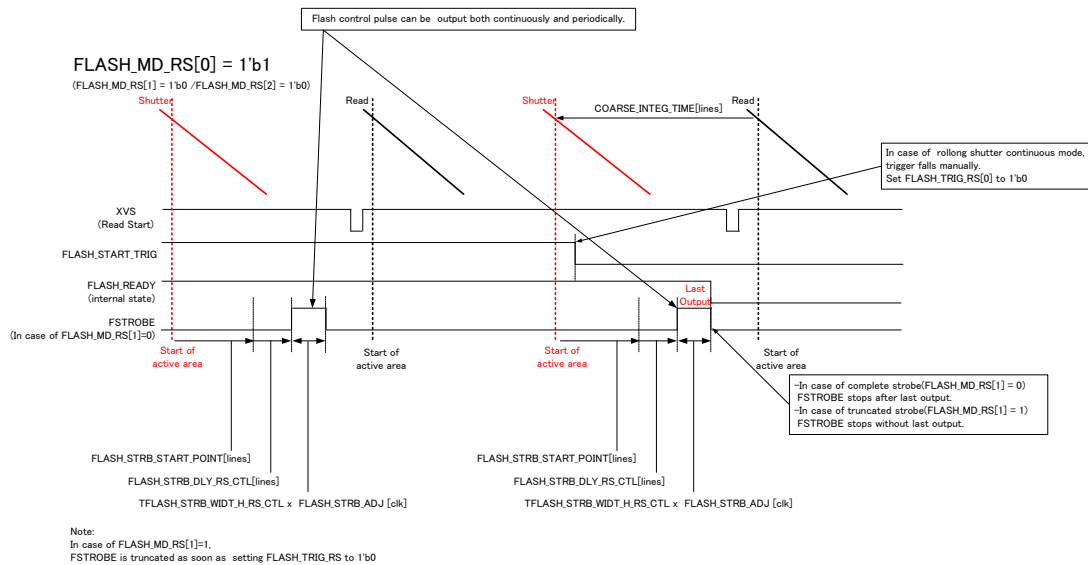 Flash control pulse can be output both continuously and periodically.
FLASH_MD_RS[0] = 1'b1
(FLASH_MD_RS[1] = 1'b0 /FLASH_MD_RS[2] = 1'b0)
Shutter
Read
Shutter
Read
COARSE_INTEG_TIME[lines]
In case of rollong shutter continuous mode,
trigger falls manually.
Set FLASH_TRIG_RS[0] to 1'b0
XVS
(Read Start)
FLASH_START_TRIG
FLASH_READY
(internal state)
Last
Output
FSTROBE
(In case of FLASH_MD_RS[1]=0)
Start of
active area
Start of
active area
Start of
active area
Start of
active area
-In case of complete strobe(FLASH_MD_RS[1] = 0)
FSTROBE stops after last output.
-In case of truncated strobe(FLASH_MD_RS[1] = 1)
FSTROBE stops without last output.
FLASH_STRB_START_POINT[lines]
FLASH_STRB_DLY_RS_CTL[lines]
TFLASH_STRB_WIDT_H_RS_CTL x FLASH_STRB_ADJ [clk]
FLASH_STRB_START_POINT[lines]
FLASH_STRB_DLY_RS_CTL[lines]
TFLASH_STRB_WIDT_H_RS_CTL x FLASH_STRB_ADJ [clk]
Note:
In case of FLASH_MD_RS[1]=1,
FSTROBE is truncated as soon as setting FLASH_TRIG_RS to 1'b0